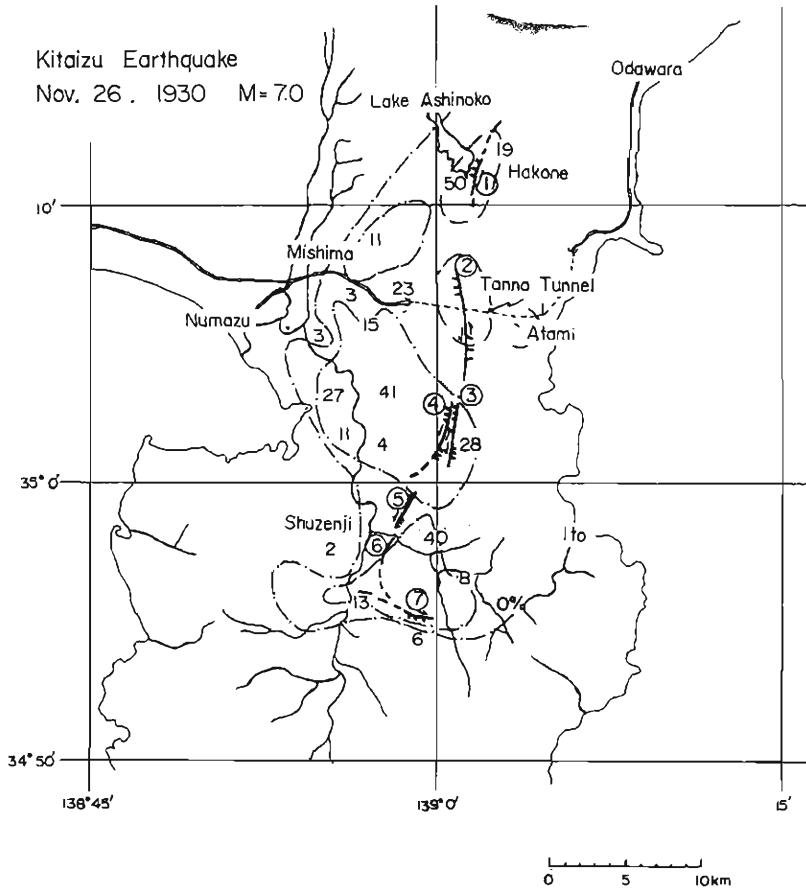 Kitaizu Earthquake
Nov. 26. 1930 M=7.0
Odawara
Lake Ashinoko
19
50 ① Hakone
10'
11
Mishima
②
3 23 Tanna Tunnel
Numazu 3 15 Atami
27 41 ④ ③
11 4 28
35°0'
⑤
Shuzenji 40 Ito
2 ⑥
8
13 ⑦ 0%
6
34°50'
138°45' 139°0' 15'
0 5 10km